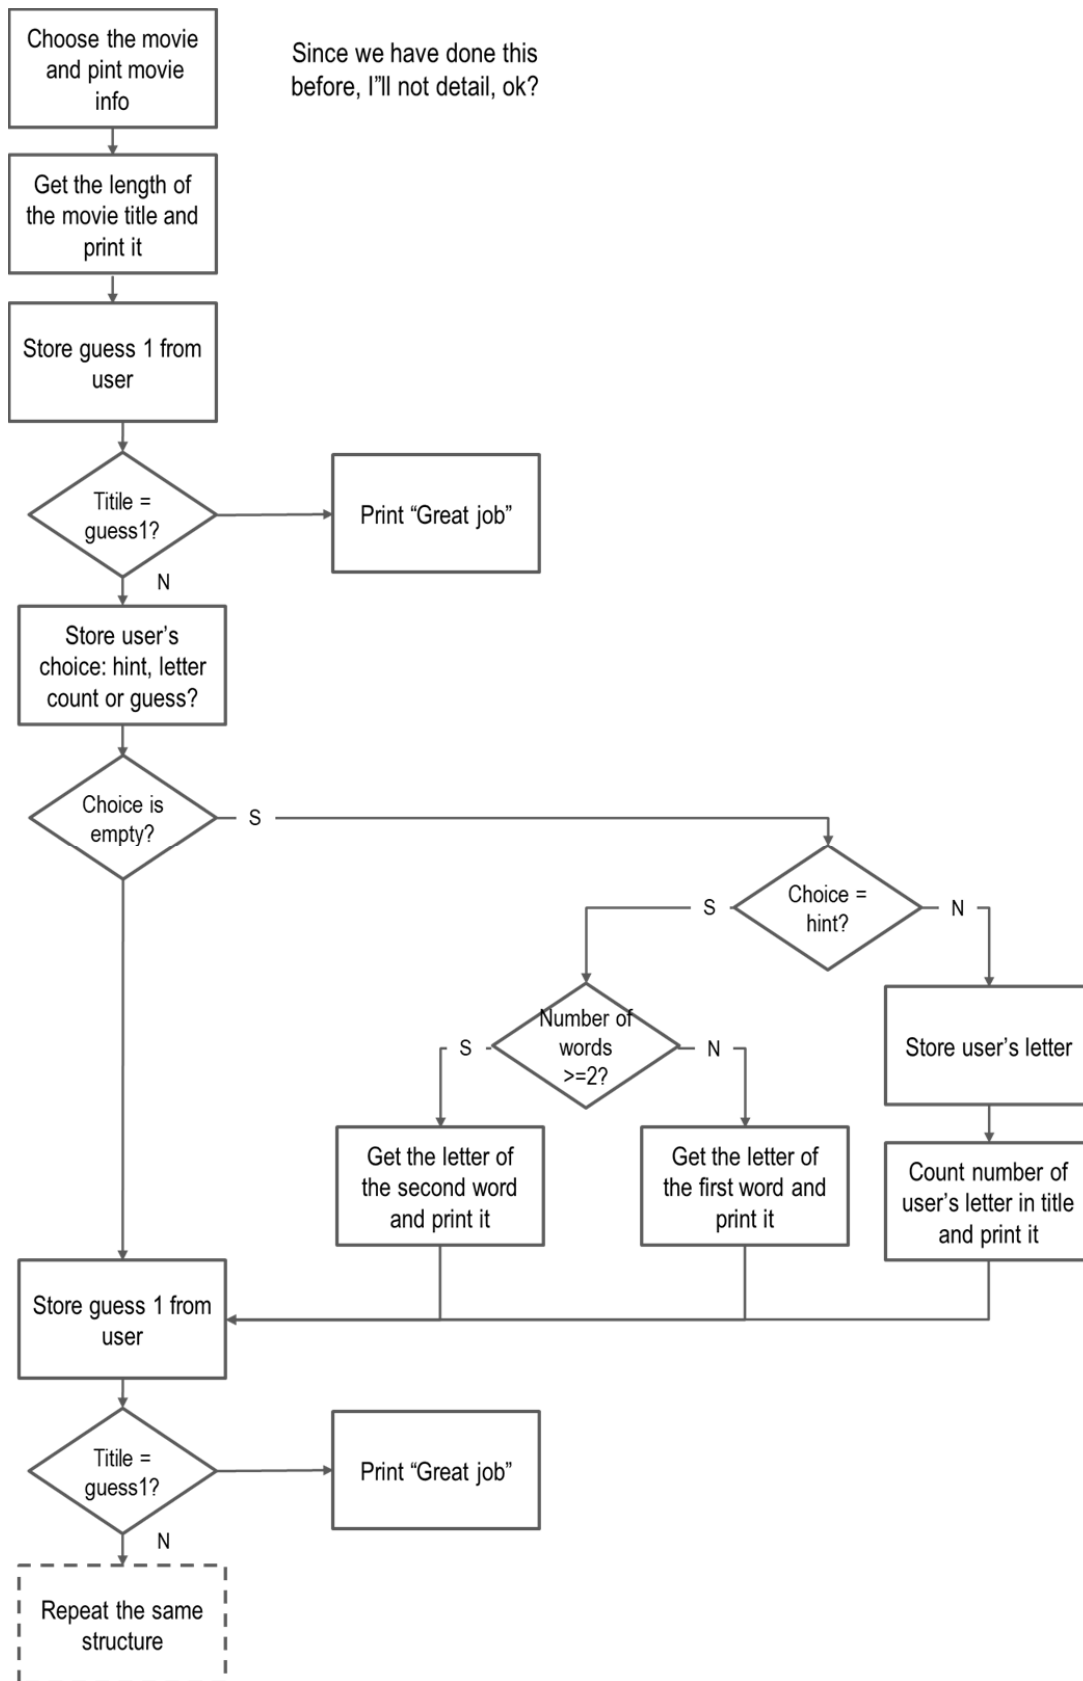 Choose the movie
and pint movie
info
Since we have done this
before, I"ll not detail, ok?
Get the length of
the movie title and
print it
Store guess 1 from
user
Titile =
guess1?
Print “Great job”
N
Store user’s
choice: hint, letter
count or guess?
Choice is
empty?
S
Choice =
hint?
S
N
Number of
words
>=2?
S
N
Store user’s letter
Get the letter of
the second word
and print it
Get the letter of
the first word and
print it
Count number of
user’s letter in title
and print it
Store guess 1 from
user
Titile =
guess1?
Print “Great job”
N
Repeat the same
structure